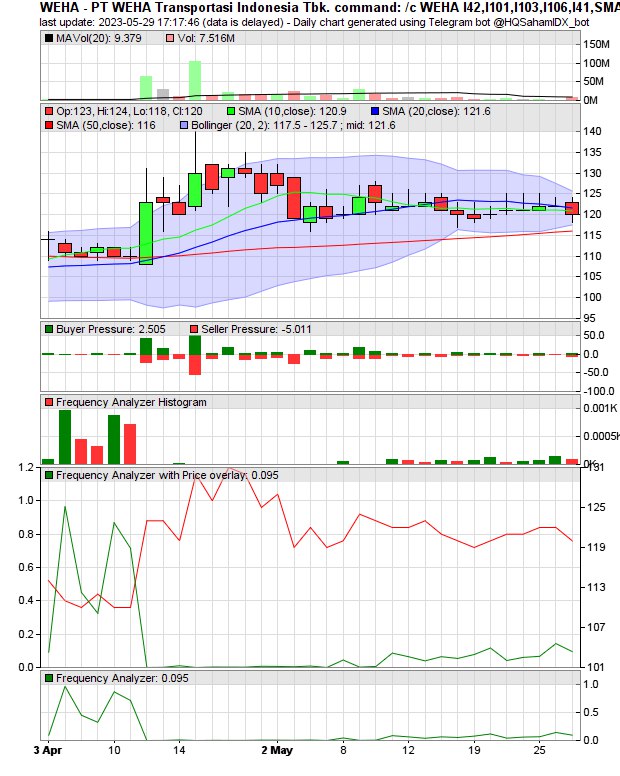 WEHA - PT WEHA Transportasi Indonesia Tbk. command: /c WEHA I42,I101,I103,I106,I41,SMA
last update: 2023-05-29 17:17:46 (data is delayed) - Daily chart generated using Telegram bot @HQSahamIDX_bot
MAVol(20): 9.379 Vol: 7.516M
150M
100M
50M
0M
Op:123, Hi:124, Lo:118, Cl:120 SMA (10,close): 120.9 SMA (20,close): 121.6
SMA (50,close): 116 Bollinger (20, 2): 117.5 - 125.7 ; mid: 121.6
140
135
130
125
120
115
110
105
100
95
Buyer Pressure: 2.505 Seller Pressure: -5.011
50.0
0.0
-50.0
-100.0
Frequency Analyzer Histogram
0.001K
0.0005K
0K
Frequency Analyzer with Price overlay: 0.095
1.2 131
1.0 125
0.8 119
0.6 113
0.4 107
0.2
0.0 101
Frequency Analyzer: 0.095
1.0
0.5
0.0
3 Apr 10 14 2 May 8 12 19 25